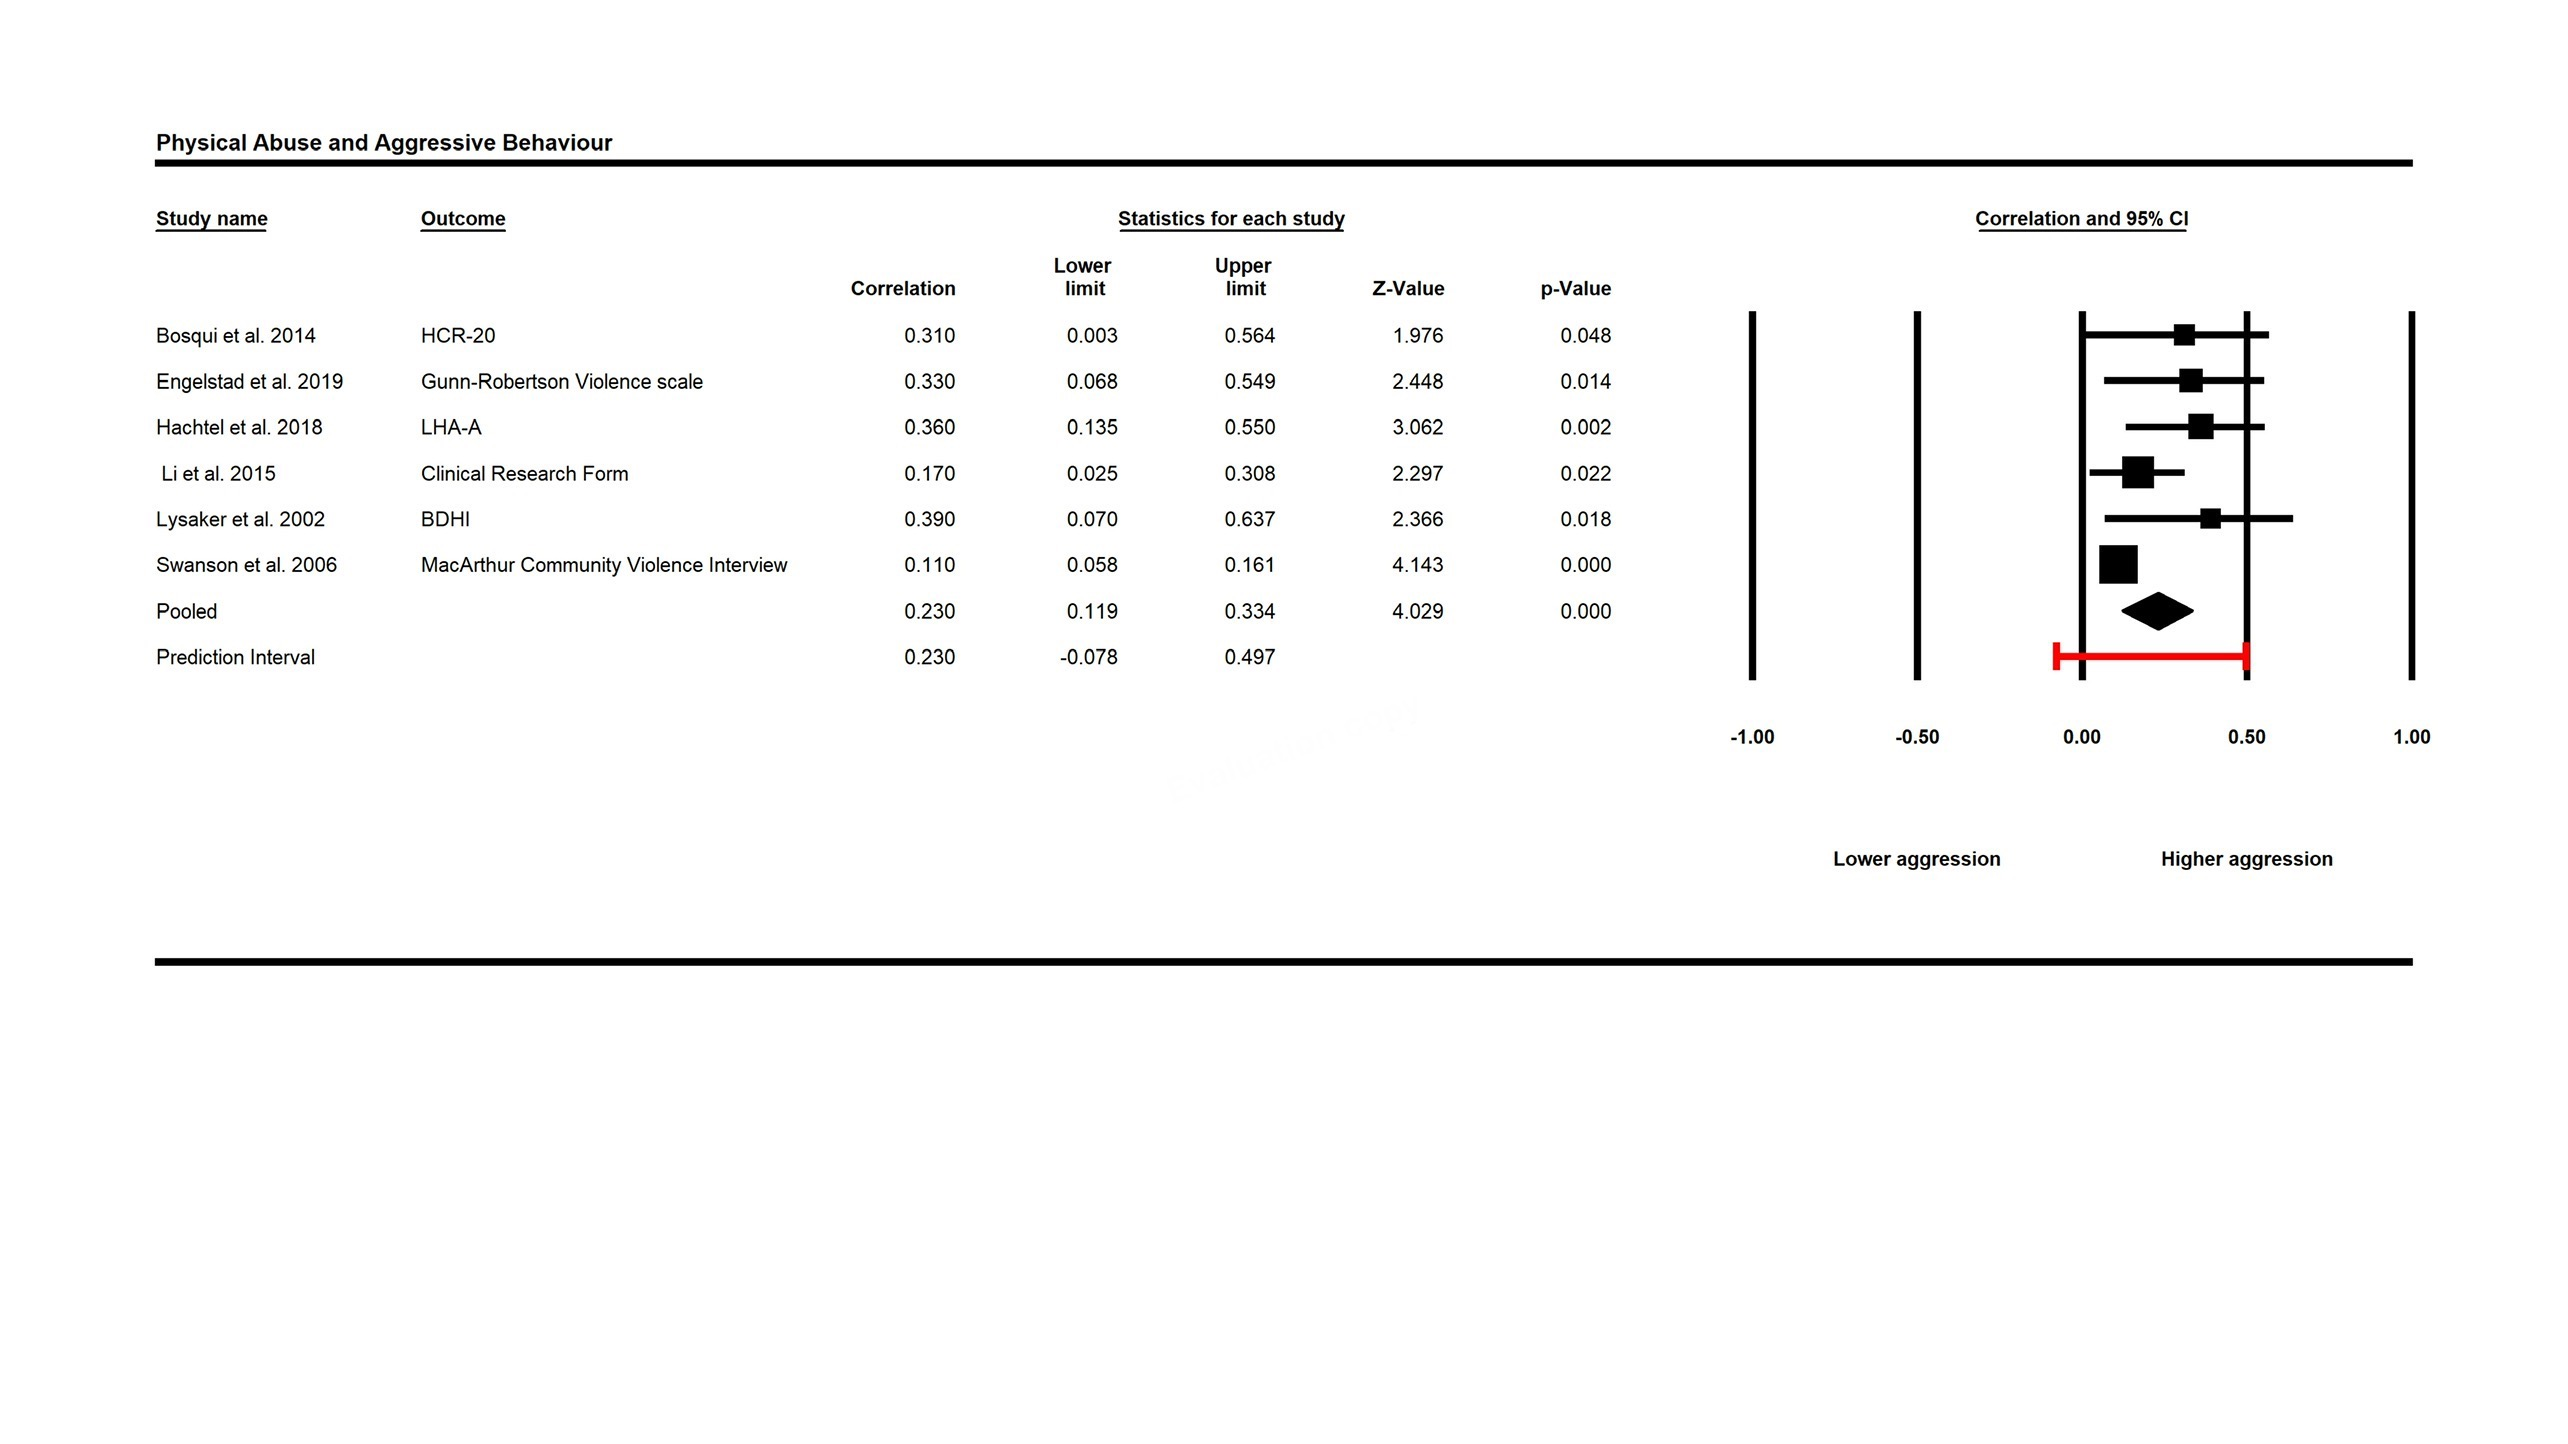 Physical Abuse and Aggressive Behaviour
Study name Outcome Statistics for each study Correlation and 95% CI
Correlation Lower limit Upper limit Z-Value p-Value
Bosqui et al. 2014 HCR-20 0.310 0.003 0.564 1.976 0.048
Engelstad et al. 2019 Gunn-Robertson Violence scale 0.330 0.068 0.549 2.448 0.014
Hachtel et al. 2018 LHA-A 0.360 0.135 0.550 3.062 0.002
Li et al. 2015 Clinical Research Form 0.170 0.025 0.308 2.297 0.022
Lysaker et al. 2002 BDHI 0.390 0.070 0.637 2.366 0.018
Swanson et al. 2006 MacArthur Community Violence Interview 0.110 0.058 0.161 4.143 0.000
Pooled 0.230 0.119 0.334 4.029 0.000
Prediction Interval 0.230 -0.078 0.497
-1.00 -0.50 0.00 0.50 1.00
Lower aggression Higher aggression